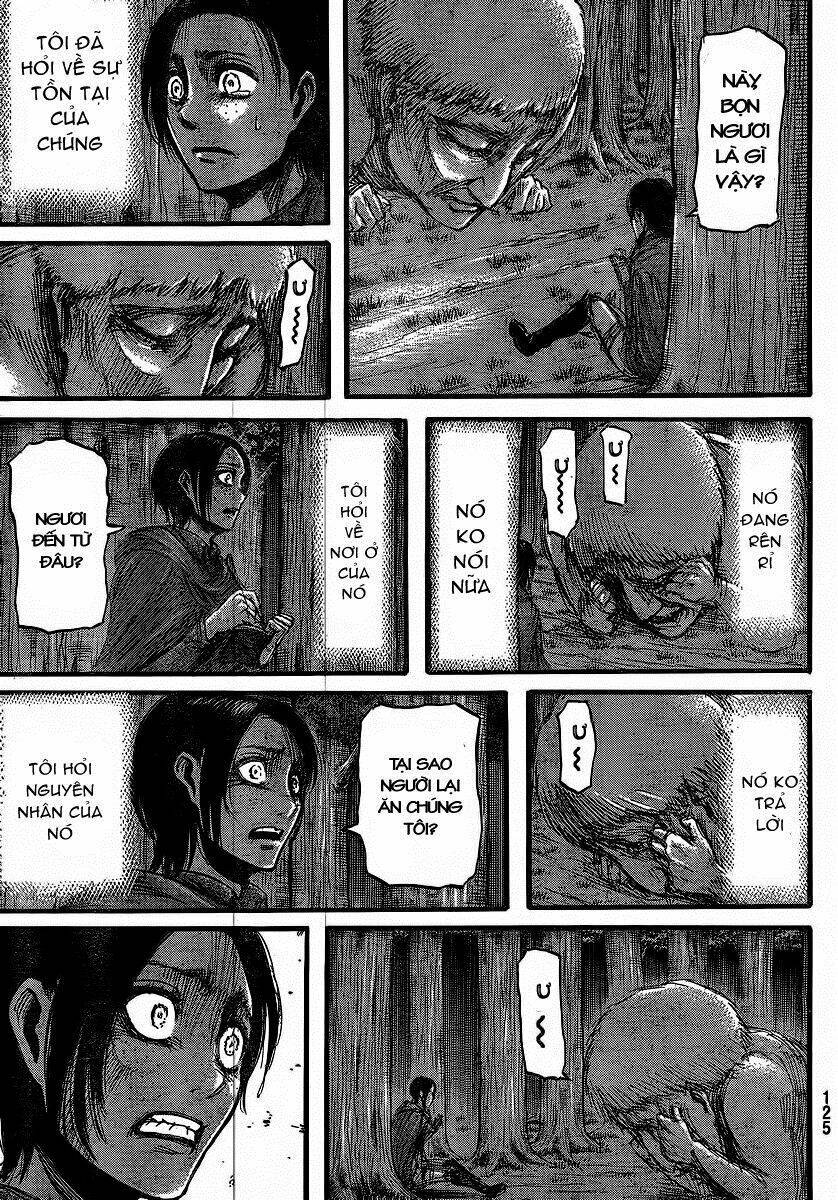 NÀY,
BỌN
NGƯƠI
LÀ GÌ
VẬY?
TÔI ĐÃ
HỎI VỀ SỰ
TỒN TẠI
CỦA
CHÚNG
Ư
NÓ
ĐANG
RÊN
RỈ
Ư
Ư
NÓ
KO
NÓI
NỮA
TÔI
HỎI
VỀ
NƠI Ở
CỦA NÓ
NGƯƠI
ĐẾN TỪ
ĐÂU?
NÓ KO
TRẢ
LỜI
Ư
TẠI SAO
NGƯỜI LẠI
ĂN CHÚNG
TÔI?
TÔI HỎI
NGUYÊN
NHÂN CỦA
NÓ
Ư
125